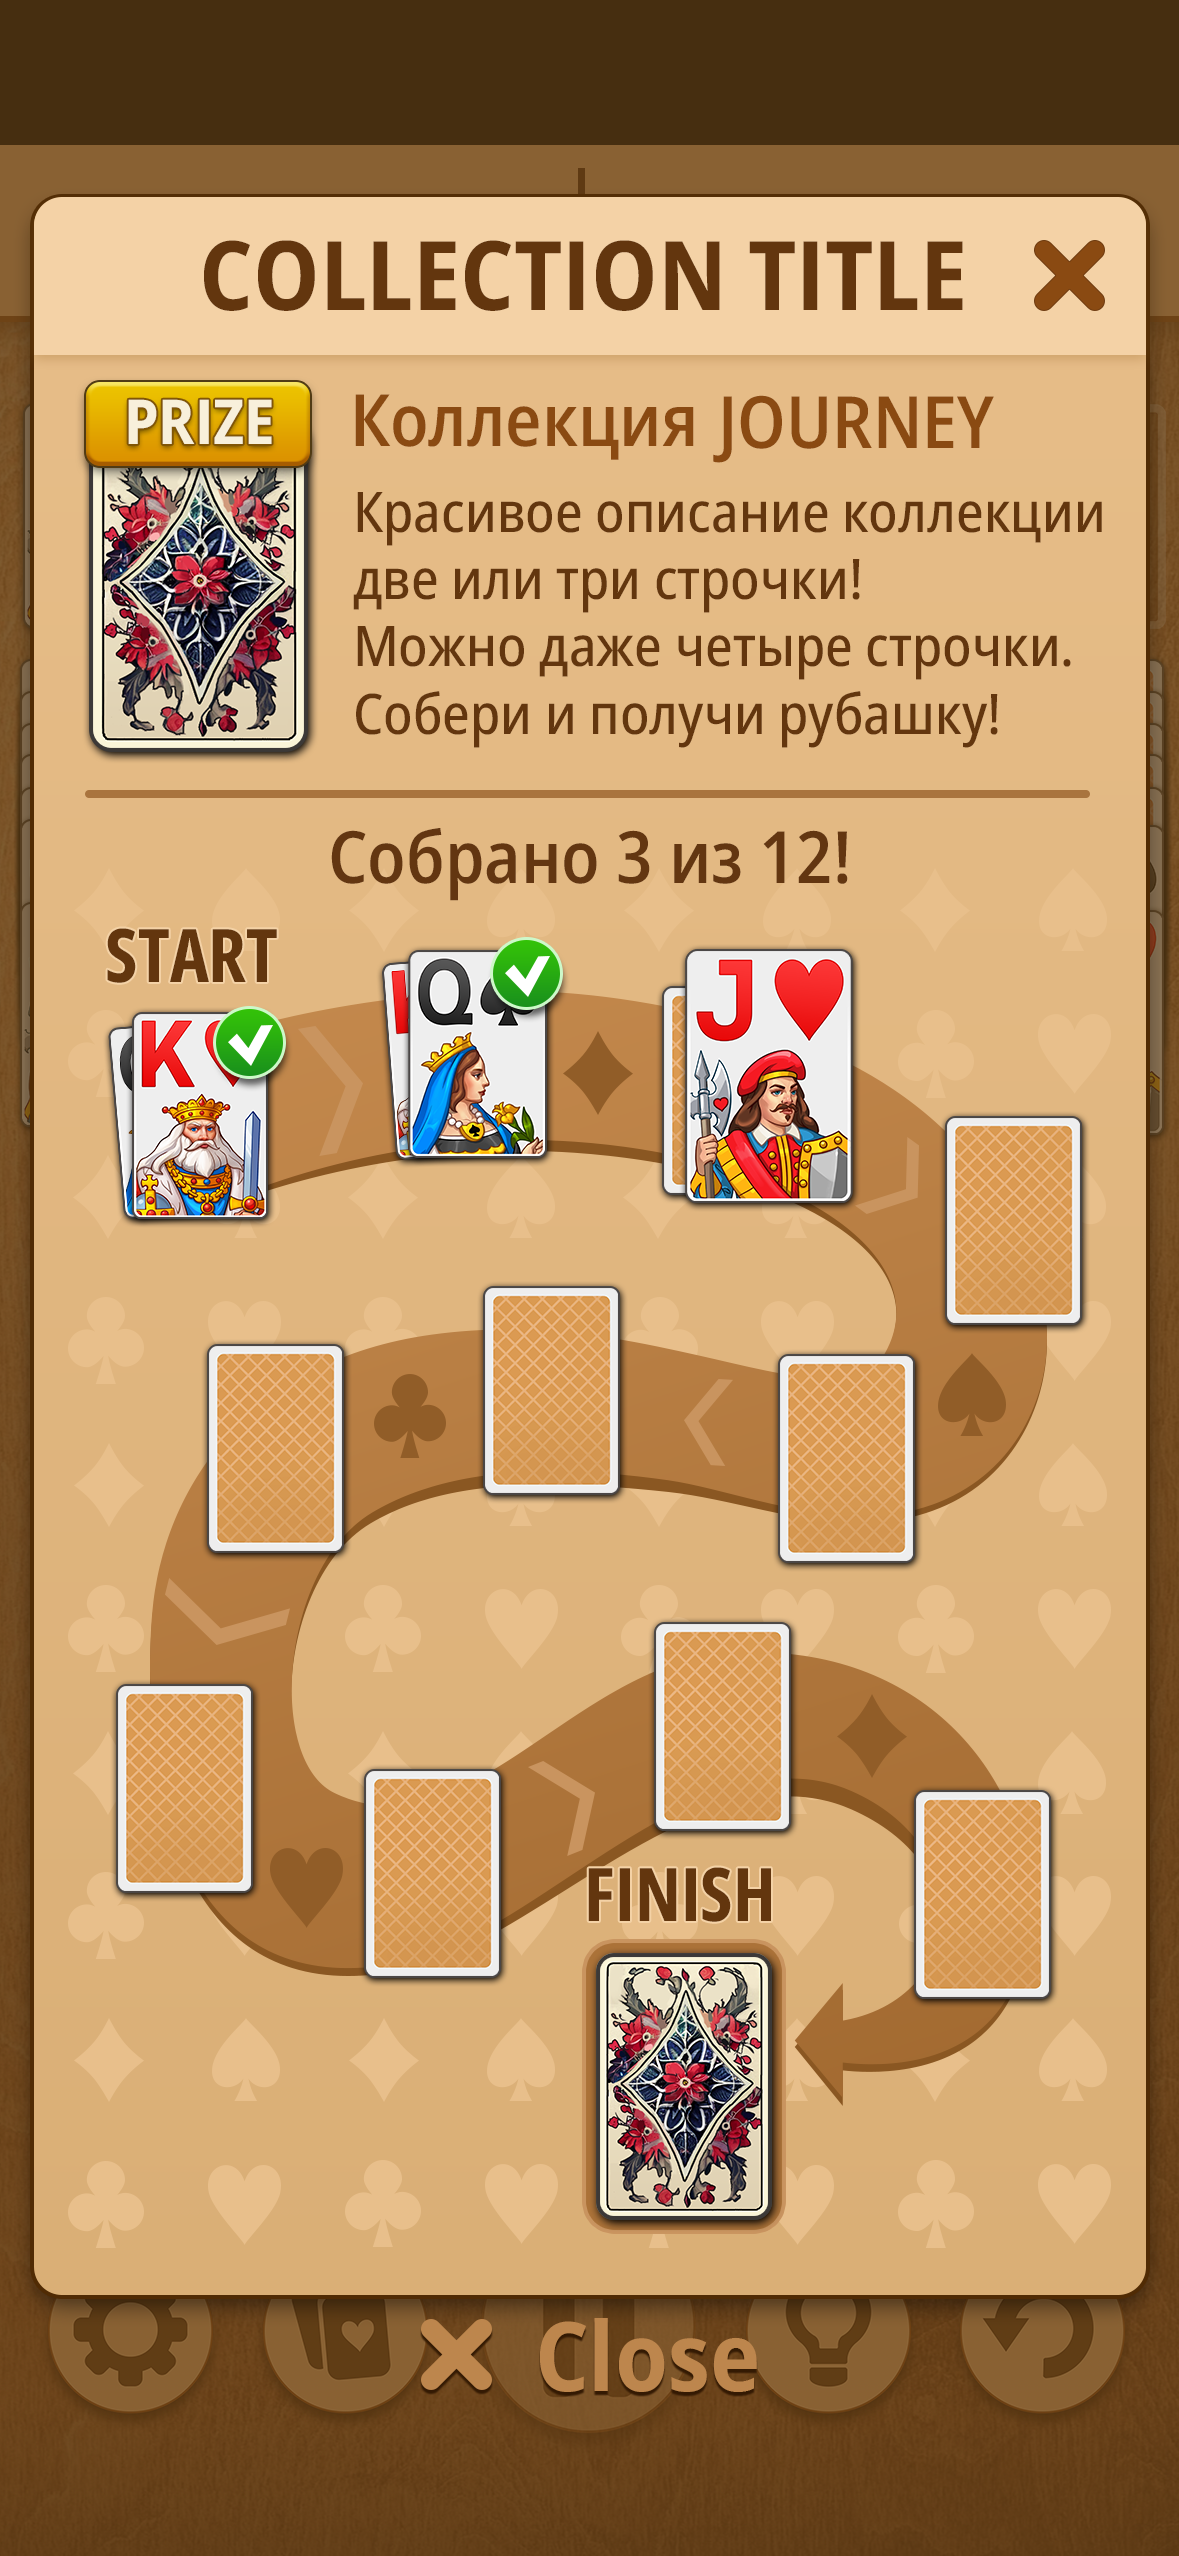 COLLECTION TITLE
PRIZE
Коллекция JOURNEY
Красивое описание коллекции
две или три строчки!
Можно даже четыре строчки.
Собери и получи рубашку!
Собрано 3 из 12!
START
K
Q
J
FINISH
Close